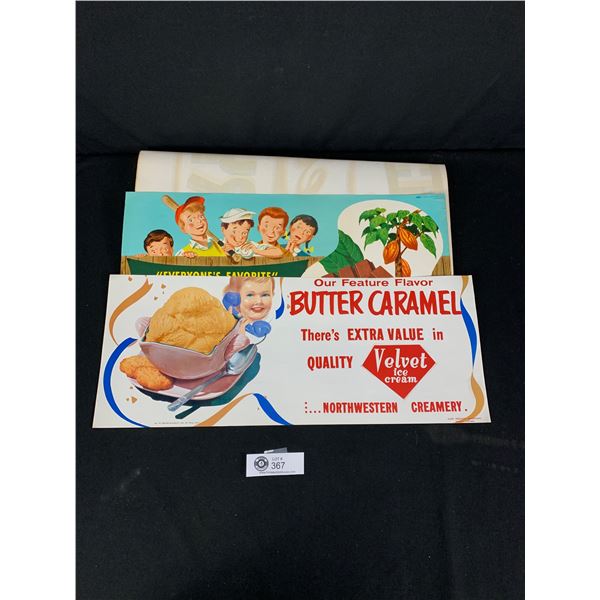 "EVERYONE'S FAVORITE"
Our Feature Flavor
BUTTER CARAMEL
There's EXTRA VALUE in
QUALITY Velvet
ice
cream
:... NORTHWESTERN CREAMERY.
LOT #
367